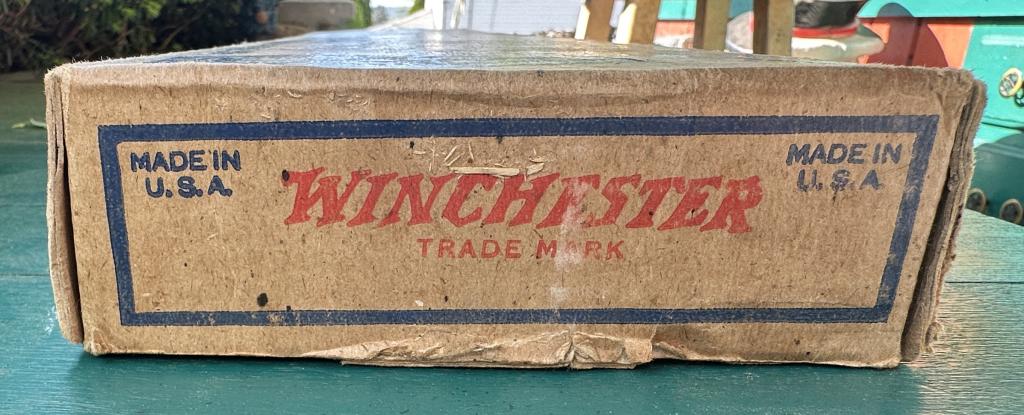 MADE IN
U.S.A.
WINCHESTER
TRADE MARK
MADE IN
U.S.A